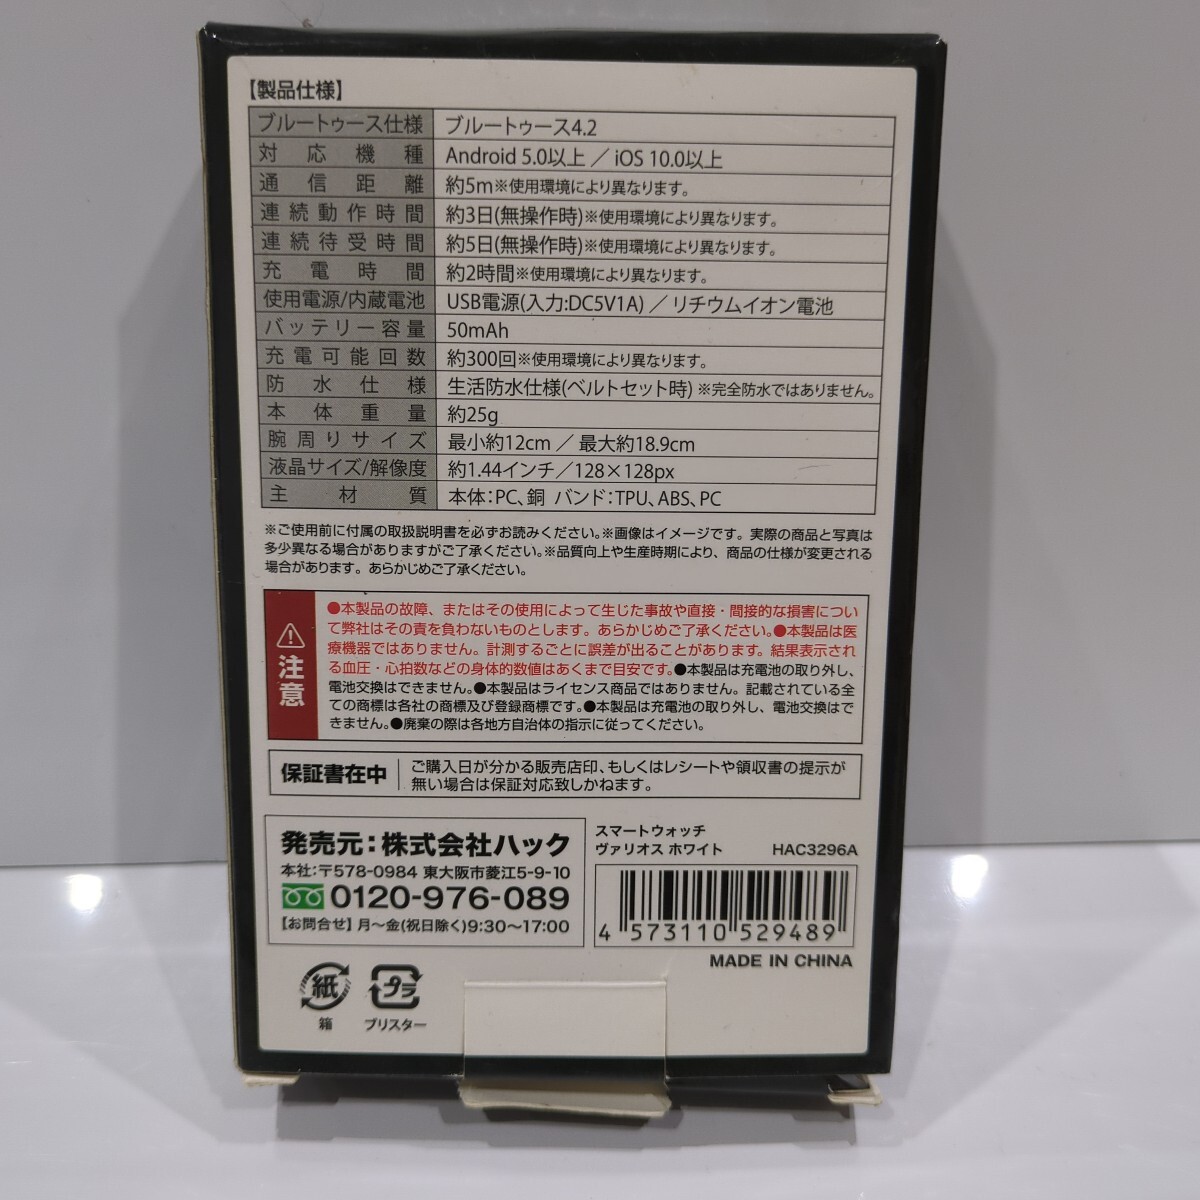 【製品仕様】
ブルートゥース仕様 ブルートゥース4.2
対応機種 Android 5.0以上／iOS 10.0以上
通信距離 約5m※使用環境により異なります。
連続動作時間 約3日(無操作時)※使用環境により異なります。
連続待受時間 約5日(無操作時)※使用環境により異なります。
充電時間 約2時間※使用環境により異なります。
使用電源/内蔵電池 USB電源(入力:DC5V1A)／リチウムイオン電池
バッテリー容量 50mAh
充電可能回数 約300回※使用環境により異なります。
防水仕様 生活防水仕様(ベルトセット時)※完全防水ではありません。
本体重量 約25g
腕周りサイズ 最小約12cm／最大約18.9cm
液晶サイズ/解像度 約1.44インチ／128×128px
主材質 本体:PC、銅 バンド:TPU、ABS、PC
※ご使用前に付属の取扱説明書を必ずお読みください。※画像はイメージです。実際の商品と写真は
多少異なる場合がありますがご了承ください。※品質向上や生産時期により、商品の仕様が変更される
場合があります。あらかじめご了承ください。
注意
●本製品の故障、またはその使用によって生じた事故や直接・間接的な損害につい
て弊社はその責を負わないものとします。あらかじめご了承ください。●本製品は医
療機器ではありません。計測するごとに誤差が出ることがあります。結果表示され
る血圧・心拍数などの身体的数値はあくまで目安です。●本製品は充電池の取り外し、
電池交換はできません。●本製品はライセンス商品ではありません。記載されている全
ての商標は各社の商標及び登録商標です。●本製品は充電池の取り外し、電池交換はで
きません。●廃棄の際は各地方自治体の指示に従ってください。
保証書在中 ご購入日が分かる販売店印、もしくはレシートや領収書の提示が
無い場合は保証対応致しかねます。
発売元:株式会社ハック
本社:〒578-0984 東大阪市菱江5-9-10
0120-976-089
【お問合せ】月～金(祝日除く)9:30～17:00
スマートウォッチ
ヴァリオス ホワイト HAC3296A
4 573110 529489
MADE IN CHINA
紙
箱
プラ
ブリスター